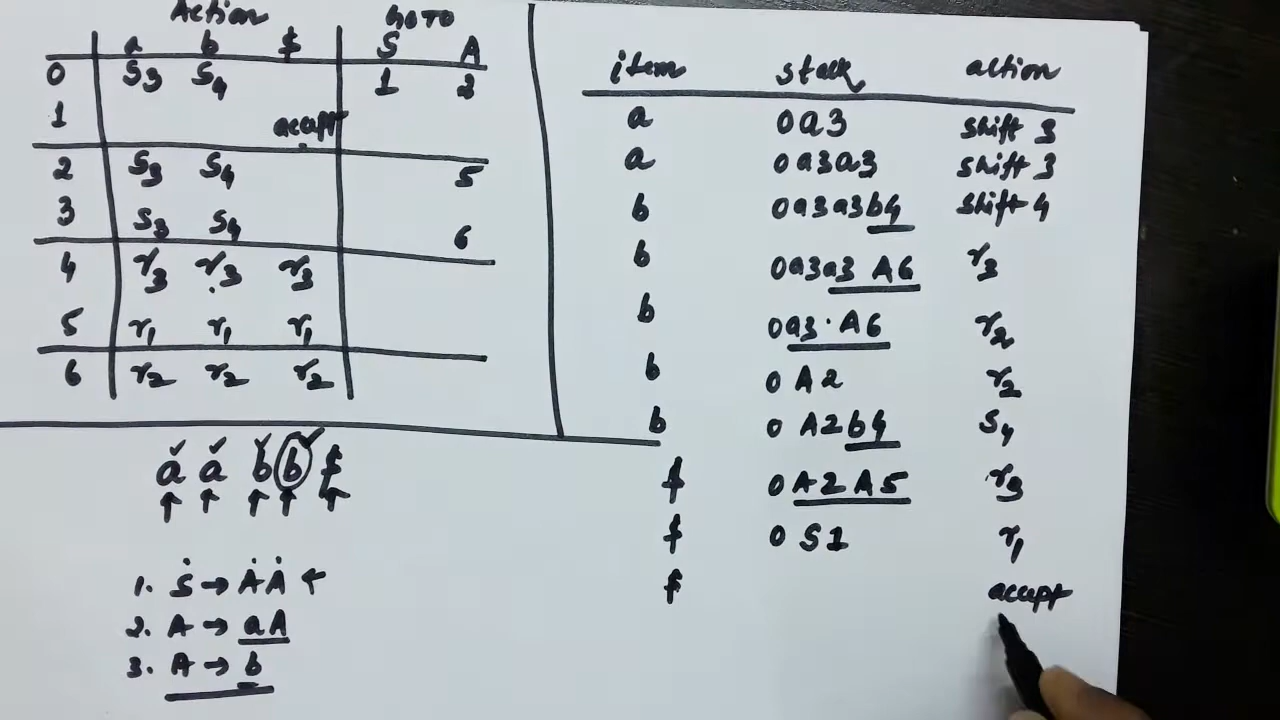 Action GOTO
a b $ S A
0 S3 S4 1 2
1 accept
2 S3 S4 5
3 S3 S4 6
4 r3 r3 r3
5 r1 r1 r1
6 r2 r2 r2
a a b b $
1. S → AA
2. A → aA
3. A → b
item stack action
a 0a3 shift 3
a 0a3a3 shift 3
b 0a3a3b4 shift 4
b 0a3a3 A6 r3
b 0a3 A6 r2
b 0 A2 r2
b 0 A2b4 S4
$ 0 A2 A5 r3
$ 0 S1 r1
$ accept